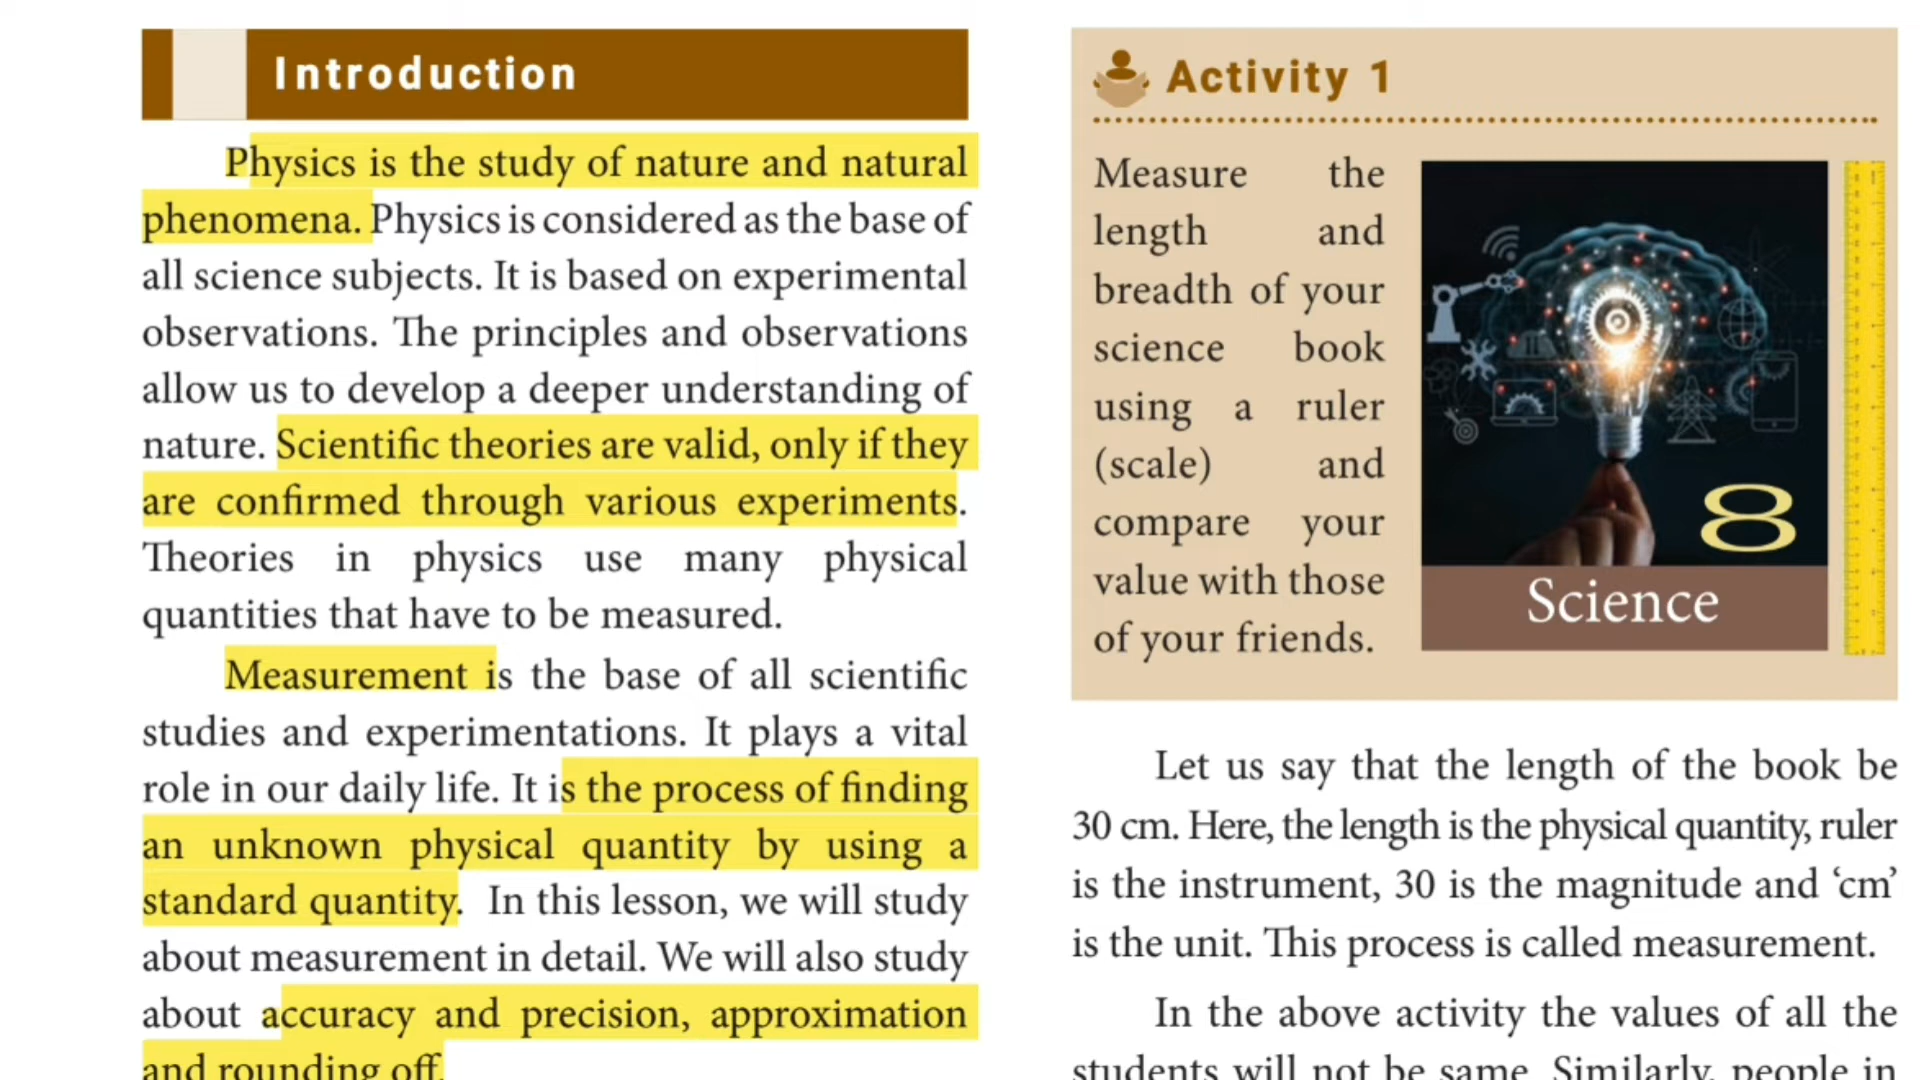 Introduction
Physics is the study of nature and natural
phenomena. Physics is considered as the base of
all science subjects. It is based on experimental
observations. The principles and observations
allow us to develop a deeper understanding of
nature. Scientific theories are valid, only if they
are confirmed through various experiments.
Theories in physics use many physical
quantities that have to be measured.
Measurement is the base of all scientific
studies and experimentations. It plays a vital
role in our daily life. It is the process of finding
an unknown physical quantity by using a
standard quantity. In this lesson, we will study
about measurement in detail. We will also study
about accuracy and precision, approximation
and rounding off.
Activity 1
Measure the
length and
breadth of your
science book
using a ruler
(scale) and
compare your
value with those
of your friends.
8
Science
Let us say that the length of the book be
30 cm. Here, the length is the physical quantity, ruler
is the instrument, 30 is the magnitude and ‘cm’
is the unit. This process is called measurement.
In the above activity the values of all the
students will not be same. Similarly, people in